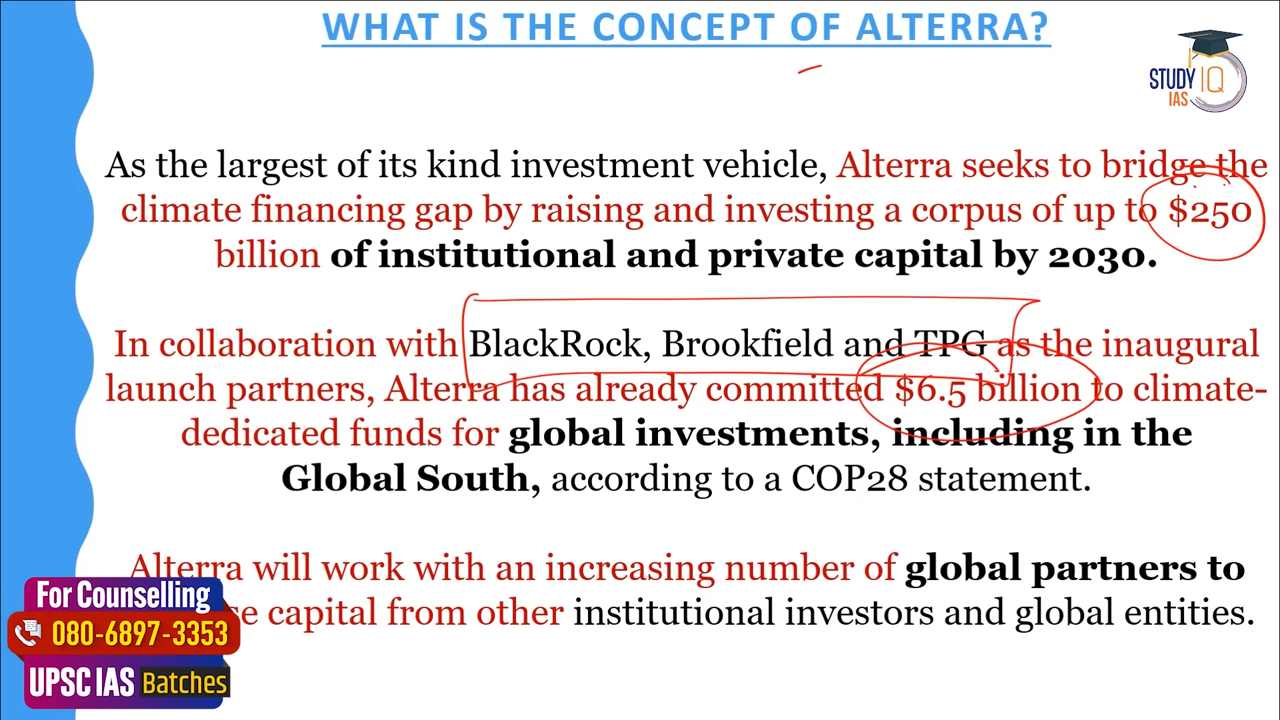 WHAT IS THE CONCEPT OF ALTERRA?
STUDY IQ
IAS
As the largest of its kind investment vehicle, Alterra seeks to bridge the
climate financing gap by raising and investing a corpus of up to $250
billion of institutional and private capital by 2030.
In collaboration with BlackRock, Brookfield and TPG as the inaugural
launch partners, Alterra has already committed $6.5 billion to climate-
dedicated funds for global investments, including in the
Global South, according to a COP28 statement.
Alterra will work with an increasing number of global partners to
capital from other institutional investors and global entities.
For Counselling
080-6897-3353
UPSC IAS Batches